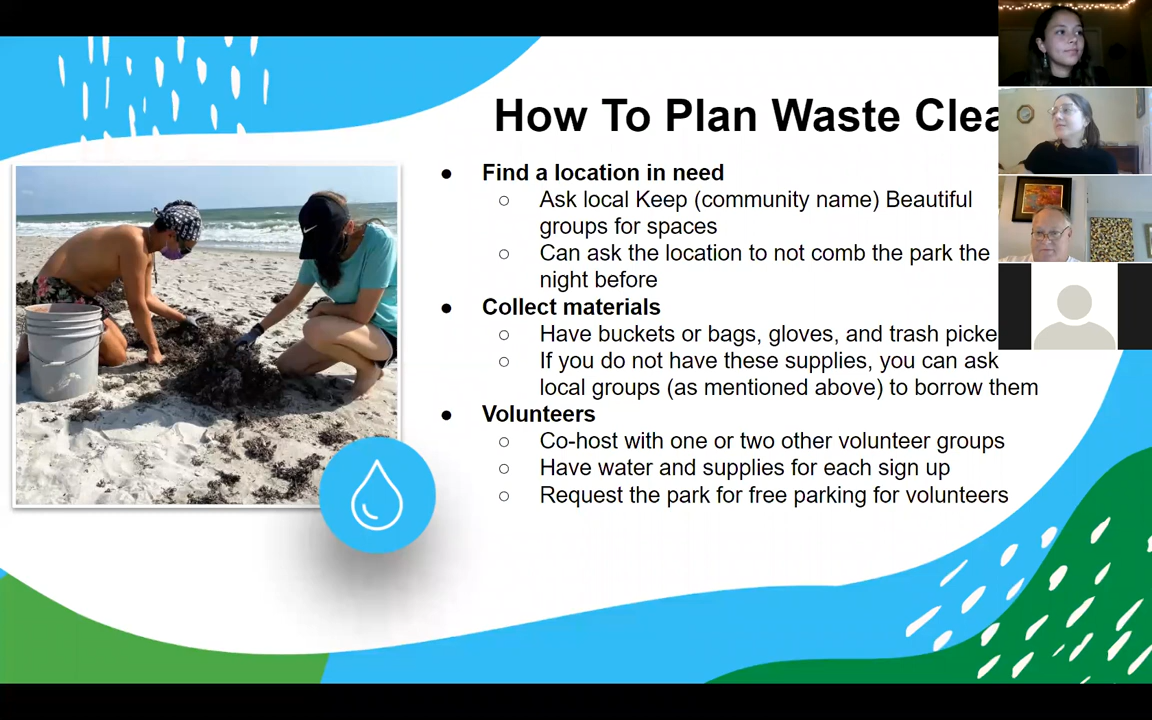 How To Plan Waste Clea
● Find a location in need
○ Ask local Keep (community name) Beautiful
groups for spaces
○ Can ask the location to not comb the park the
night before
● Collect materials
○ Have buckets or bags, gloves, and trash picke
○ If you do not have these supplies, you can ask
local groups (as mentioned above) to borrow them
● Volunteers
○ Co-host with one or two other volunteer groups
○ Have water and supplies for each sign up
○ Request the park for free parking for volunteers